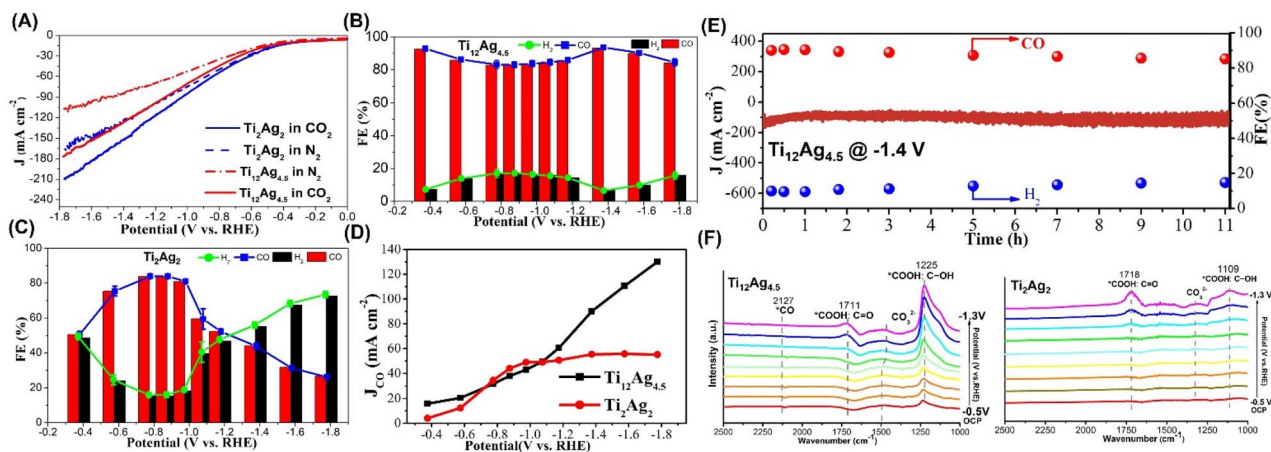 (A)
0
-30
-60
-90
-120
-150
-180
-210
-240
J (mA cm⁻²)
Ti₂Ag₂ in CO₂
Ti₂Ag₂ in N₂
Ti₁₂Ag₄.₅ in N₂
Ti₁₂Ag₄.₅ in CO₂
-1.8 -1.6 -1.4 -1.2 -1.0 -0.8 -0.6 -0.4 -0.2 0.0
Potential (V vs. RHE)
(B)
Ti₁₂Ag₄.₅ H₂ CO H₂ CO
100
80
60
40
20
0
FE (%)
-0.2 -0.4 -0.6 -0.8 -1.0 -1.2 -1.4 -1.6 -1.8
Potential (V vs. RHE)
(E)
400
200
0
-200
-400
-600
J (mA cm⁻²)
CO
Ti₁₂Ag₄.₅ @ -1.4 V
H₂
100
80
60
40
20
0
FE(%)
0 1 2 3 4 5 6 7 8 9 10 11
Time (h)
(C)
Ti₂Ag₂ H₂ CO H₂ CO
100
80
60
40
20
0
FE (%)
-0.2 -0.4 -0.6 -0.8 -1.0 -1.2 -1.4 -1.6 -1.8
Potential (V vs. RHE)
(D)
140
120
100
80
60
40
20
0
J_CO (mA cm⁻²)
Ti₁₂Ag₄.₅
Ti₂Ag₂
-0.2 -0.4 -0.6 -0.8 -1.0 -1.2 -1.4 -1.6 -1.8
Potential(V vs. RHE)
(F)
Ti₁₂Ag₄.₅
1225
*COOH: C-OH
2127
*CO
1711
*COOH: C=O
CO₃²⁻
-1.3V
Potential (V vs.RHE)
-0.5V
OCP
Intensity (a.u.)
2500 2000 1500 1000
Wavenumber (cm⁻¹)
Ti₂Ag₂
1718
*COOH: C=O
CO₃²⁻
1109
*COOH: C-OH
-1.3 V
Potential (V vs.RHE)
-0.5 V
OCP
2500 2000 1500 1000
Wavenumber (cm⁻¹)